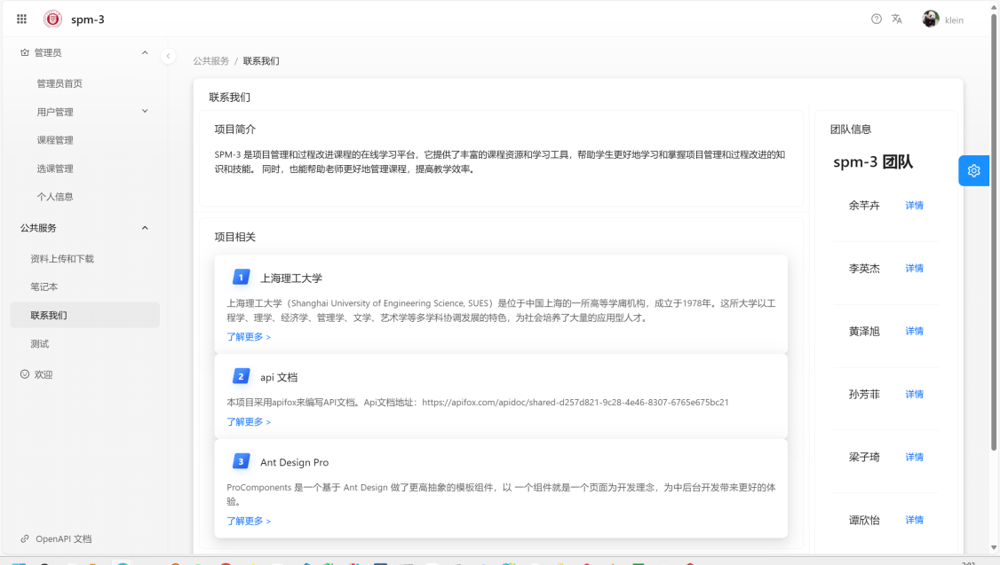 spm-3
klein
管理员
管理员首页
用户管理
课程管理
选课管理
个人信息
公共服务
资料上传和下载
笔记本
联系我们
测试
欢迎
OpenAPI 文档
公共服务 / 联系我们
联系我们
项目简介
SPM-3 是项目管理和过程改进课程的在线学习平台，它提供了丰富的课程资源和学习工具，帮助学生更好地学习和掌握项目管理和过程改进的知
识和技能。 同时，也能帮助老师更好地管理课程，提高教学效率。
项目相关
1 上海理工大学
上海理工大学（Shanghai University of Engineering Science, SUES）是位于中国上海的一所高等学庸机构，成立于1978年。这所大学以工
程学、理学、经济学、管理学、文学、艺术学等多学科协调发展的特色，为社会培养了大量的应用型人才。
了解更多 >
2 api 文档
本项目采用apifox来编写API文档。Api文档地址：https://apifox.com/apidoc/shared-d257d821-9c28-4e46-8307-6765e675bc21
了解更多 >
3 Ant Design Pro
ProComponents 是一个基于 Ant Design 做了更高抽象的模板组件，以 一个组件就是一个页面为开发理念，为中后台开发带来更好的体
验。
了解更多 >
团队信息
spm-3 团队
余芊卉 详情
李英杰 详情
黄泽旭 详情
孙芳菲 详情
梁子琦 详情
谭欣怡 详情